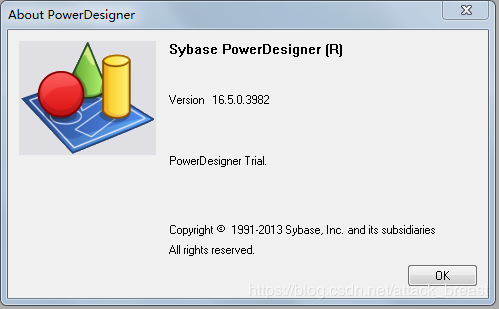 About PowerDesigner
Sybase PowerDesigner (R)
Version 16.5.0.3982
PowerDesigner Trial.
Copyright © 1991-2013 Sybase, Inc. and its subsidiaries
All rights reserved.
OK
https://blog.csdn.net/attack_breast